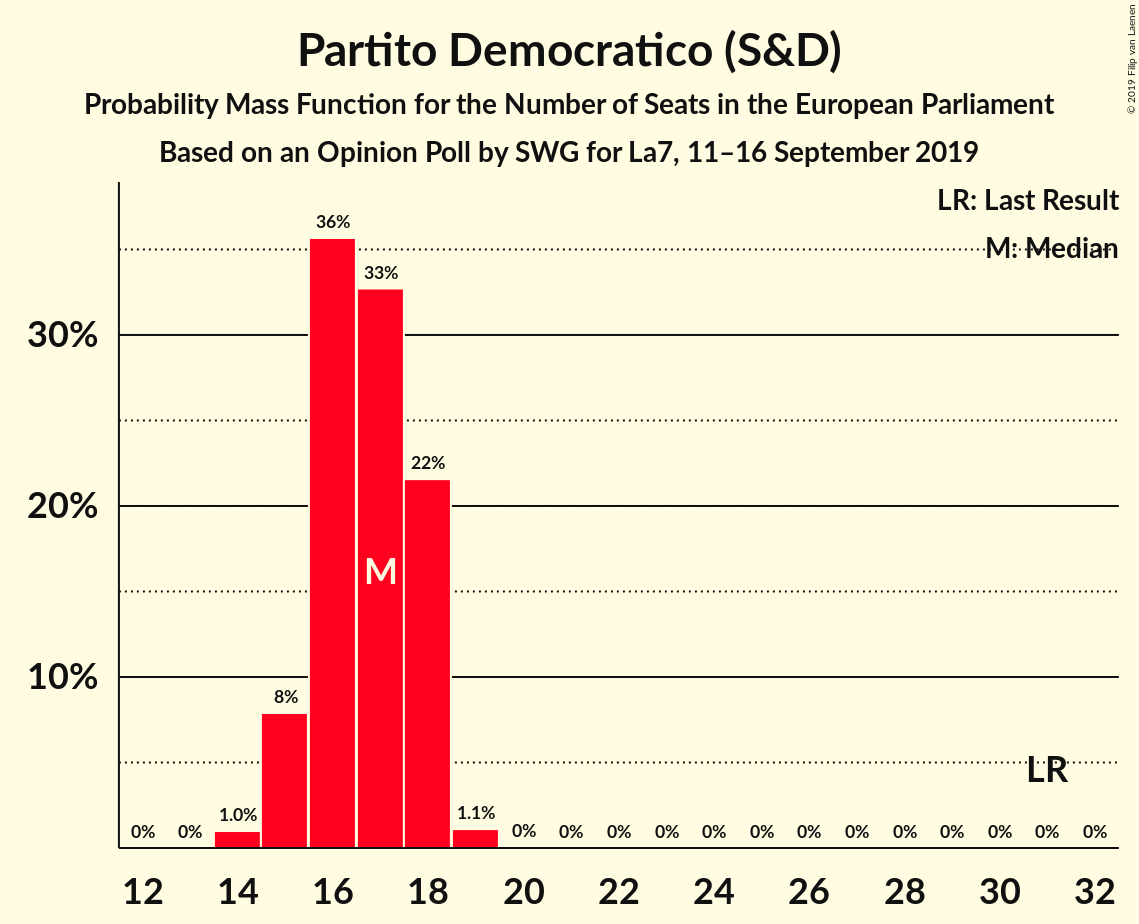 Partito Democratico (S&D)
Probability Mass Function for the Number of Seats in the European Parliament
Based on an Opinion Poll by SWG for La7, 11–16 September 2019
© 2019 Filip van Laenen
LR: Last Result
M: Median
36%
33%
30%
22%
20%
M
10%
8%
LR
0% 0% 1.0% 1.1% 0% 0% 0% 0% 0% 0% 0% 0% 0% 0% 0% 0% 0%
12 14 16 18 20 22 24 26 28 30 32